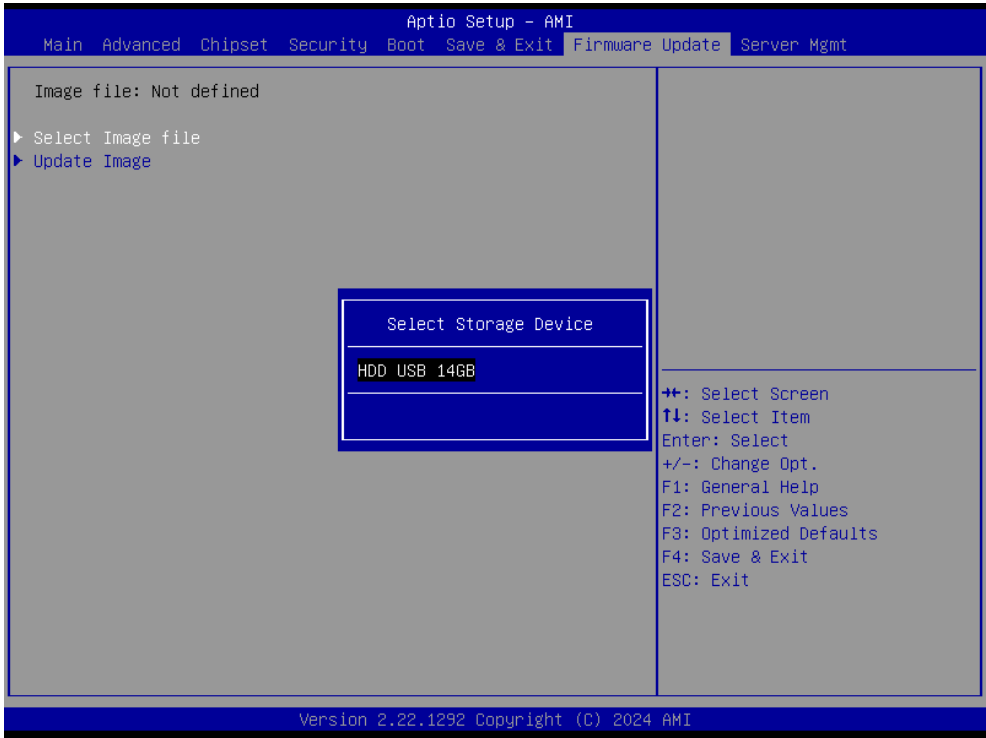 Aptio Setup – AMI
Main Advanced Chipset Security Boot Save & Exit Firmware Update Server Mgmt
Image file: Not defined
Select Image file
Update Image
Select Storage Device
HDD USB 14GB
→←: Select Screen
↑↓: Select Item
Enter: Select
+/-: Change Opt.
F1: General Help
F2: Previous Values
F3: Optimized Defaults
F4: Save & Exit
ESC: Exit
Version 2.22.1292 Copyright (C) 2024 AMI